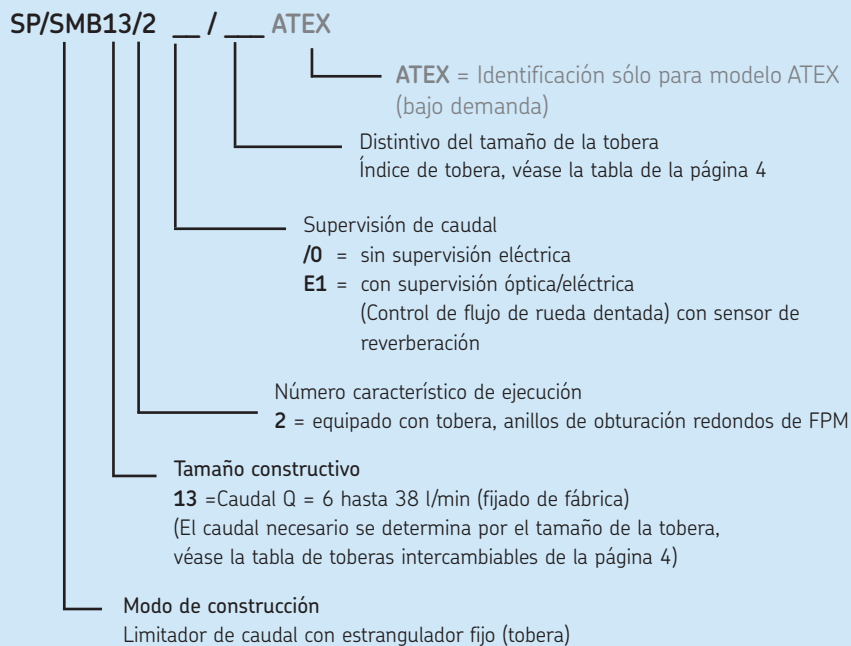 SP/SMB13/2 __ / ___ ATEX
ATEX = Identificación sólo para modelo ATEX
(bajo demanda)
Distintivo del tamaño de la tobera
Índice de tobera, véase la tabla de la página 4
Supervisión de caudal
/0 = sin supervisión eléctrica
E1 = con supervisión óptica/eléctrica
(Control de flujo de rueda dentada) con sensor de
reverberación
Número característico de ejecución
2 = equipado con tobera, anillos de obturación redondos de FPM
Tamaño constructivo
13 =Caudal Q = 6 hasta 38 l/min (fijado de fábrica)
(El caudal necesario se determina por el tamaño de la tobera,
véase la tabla de toberas intercambiables de la página 4)
Modo de construcción
Limitador de caudal con estrangulador fijo (tobera)